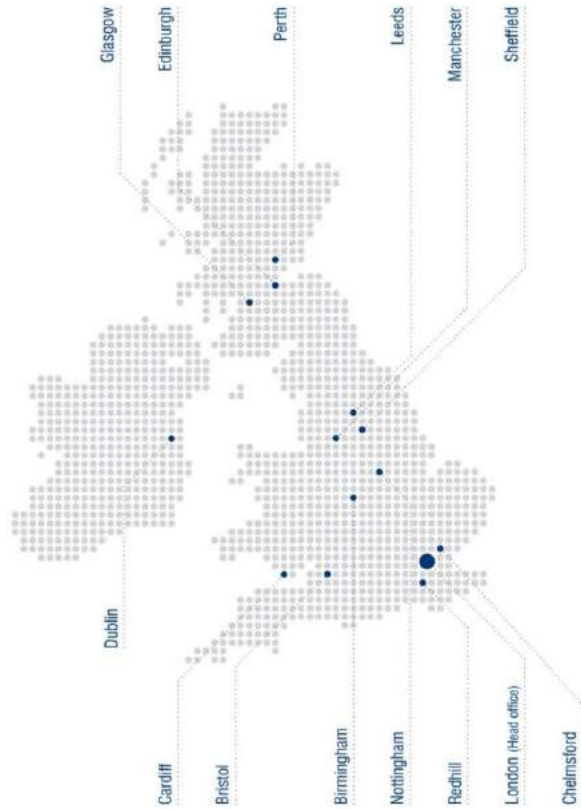 Glasgow
Edinburgh
Perth
Leeds
Manchester
Sheffield
Dublin
Cardiff
Bristol
Birmingham
Nottingham
Redhill
London (Head office)
Chelmsford